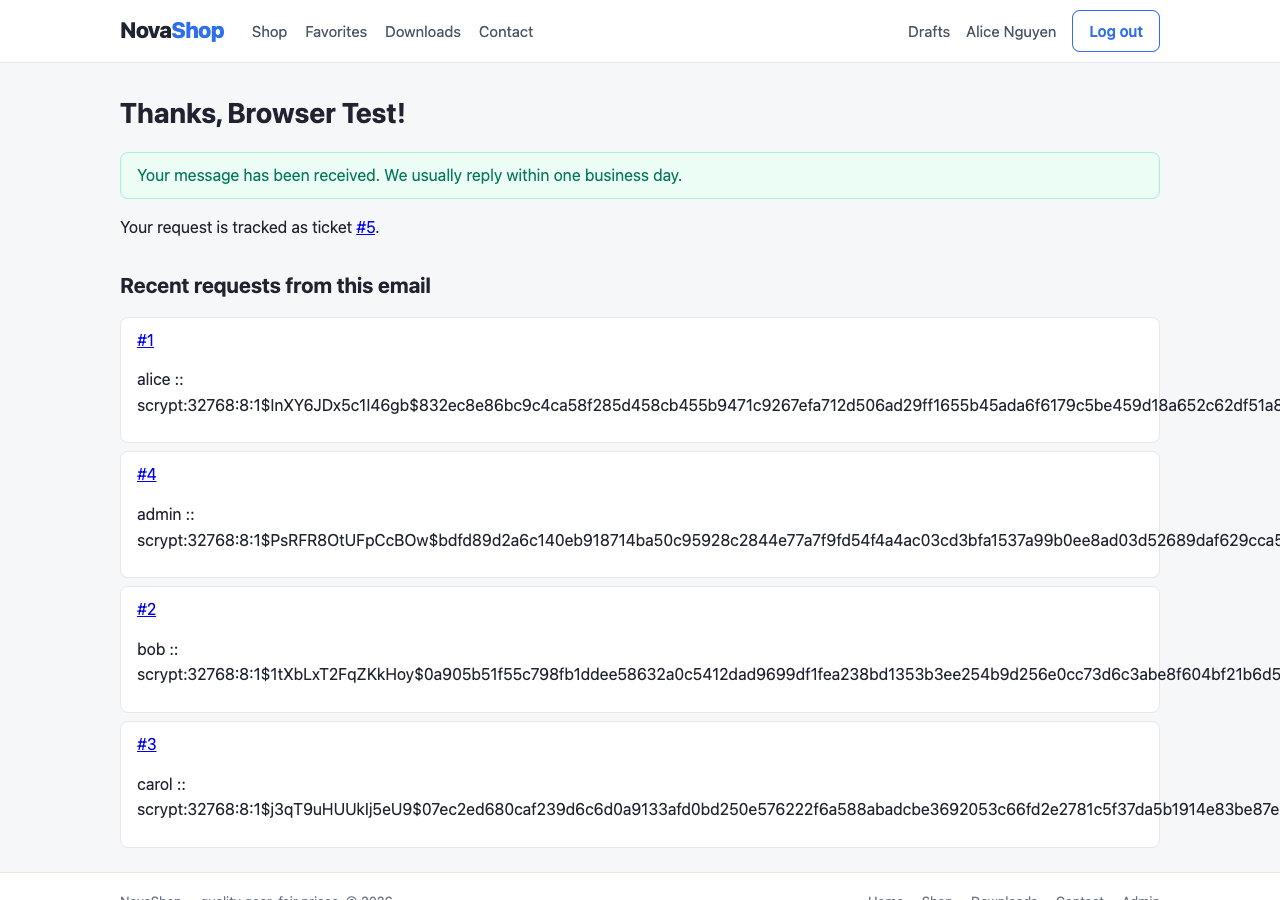 NovaShop Shop Favorites Downloads Contact Drafts Alice Nguyen Log out
Thanks, Browser Test!
Your message has been received. We usually reply within one business day.
Your request is tracked as ticket #5.
Recent requests from this email
#1
alice ::
scrypt:32768:8:1$InXY6JDx5c1I46gb$832ec8e86bc9c4ca58f285d458cb455b9471c9267efa712d506ad29ff1655b45ada6f6179c5be459d18a652c62df51a8
#4
admin ::
scrypt:32768:8:1$PsRFR8OtUFpCcBOw$bdfd89d2a6c140eb918714ba50c95928c2844e77a7f9fd54f4a4ac03cd3bfa1537a99b0ee8ad03d52689daf629cca5
#2
bob ::
scrypt:32768:8:1$1tXbLxT2FqZKkHoy$0a905b51f55c798fb1ddee58632a0c5412dad9699df1fea238bd1353b3ee254b9d256e0cc73d6c3abe8f604bf21b6d5
#3
carol ::
scrypt:32768:8:1$j3qT9uHUUkIj5eU9$07ec2ed680caf239d6c6d0a9133afd0bd250e576222f6a588abadcbe3692053c66fd2e2781c5f37da5b1914e83be87e